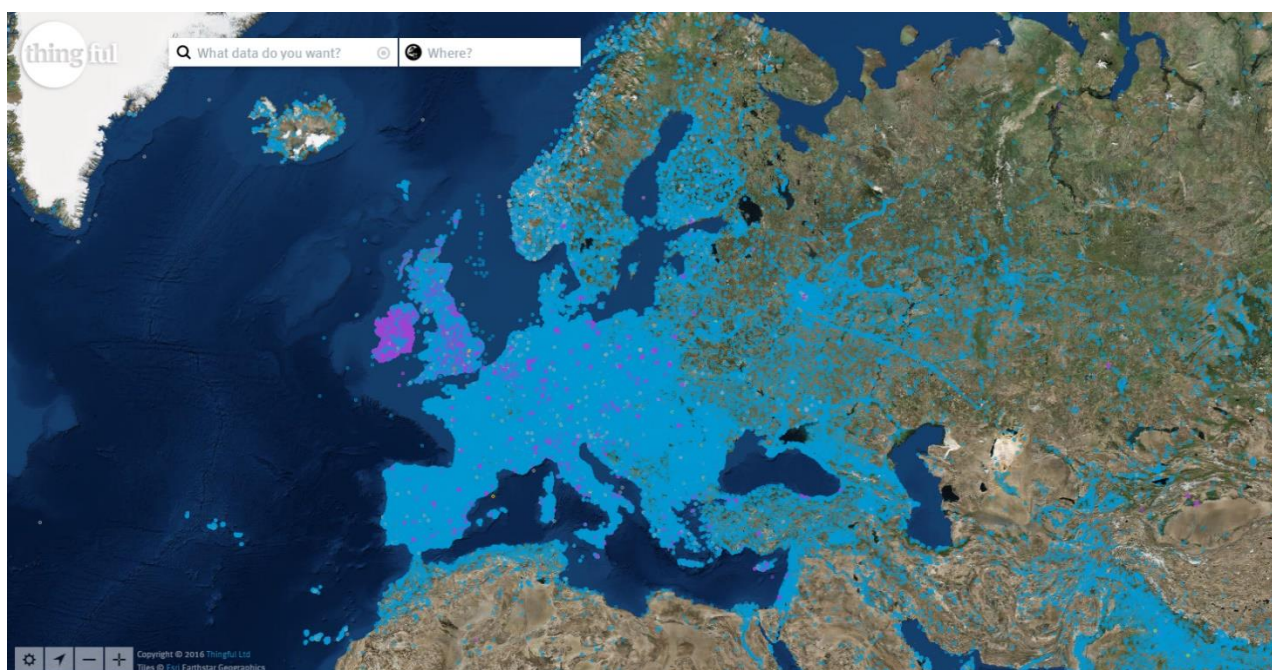 thingful
What data do you want?
Where?
Copyright © 2016 Thingful Ltd
Tiles © Esri Earthstar Geographics